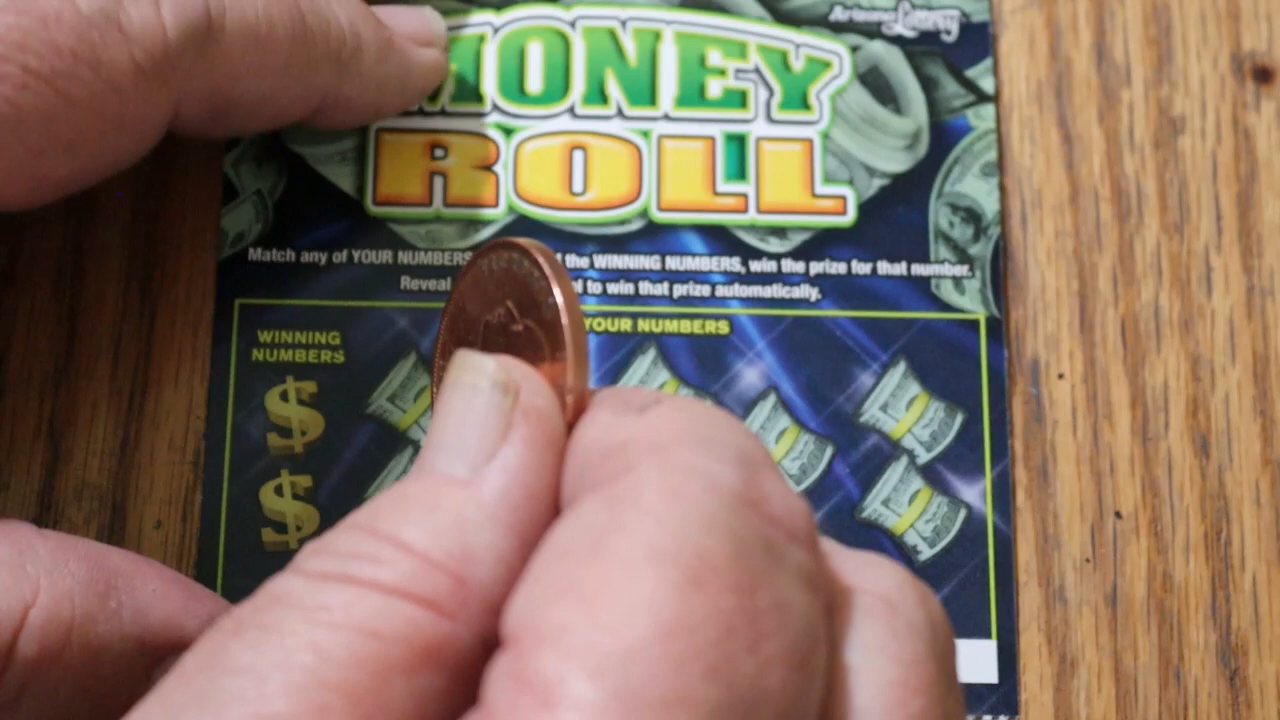 Arizona Lottery
MONEY
ROLL
Match any of YOUR NUMBERS the WINNING NUMBERS, win the prize for that number.
Reveal to win that prize automatically.
WINNING
NUMBERS
YOUR NUMBERS
$
$